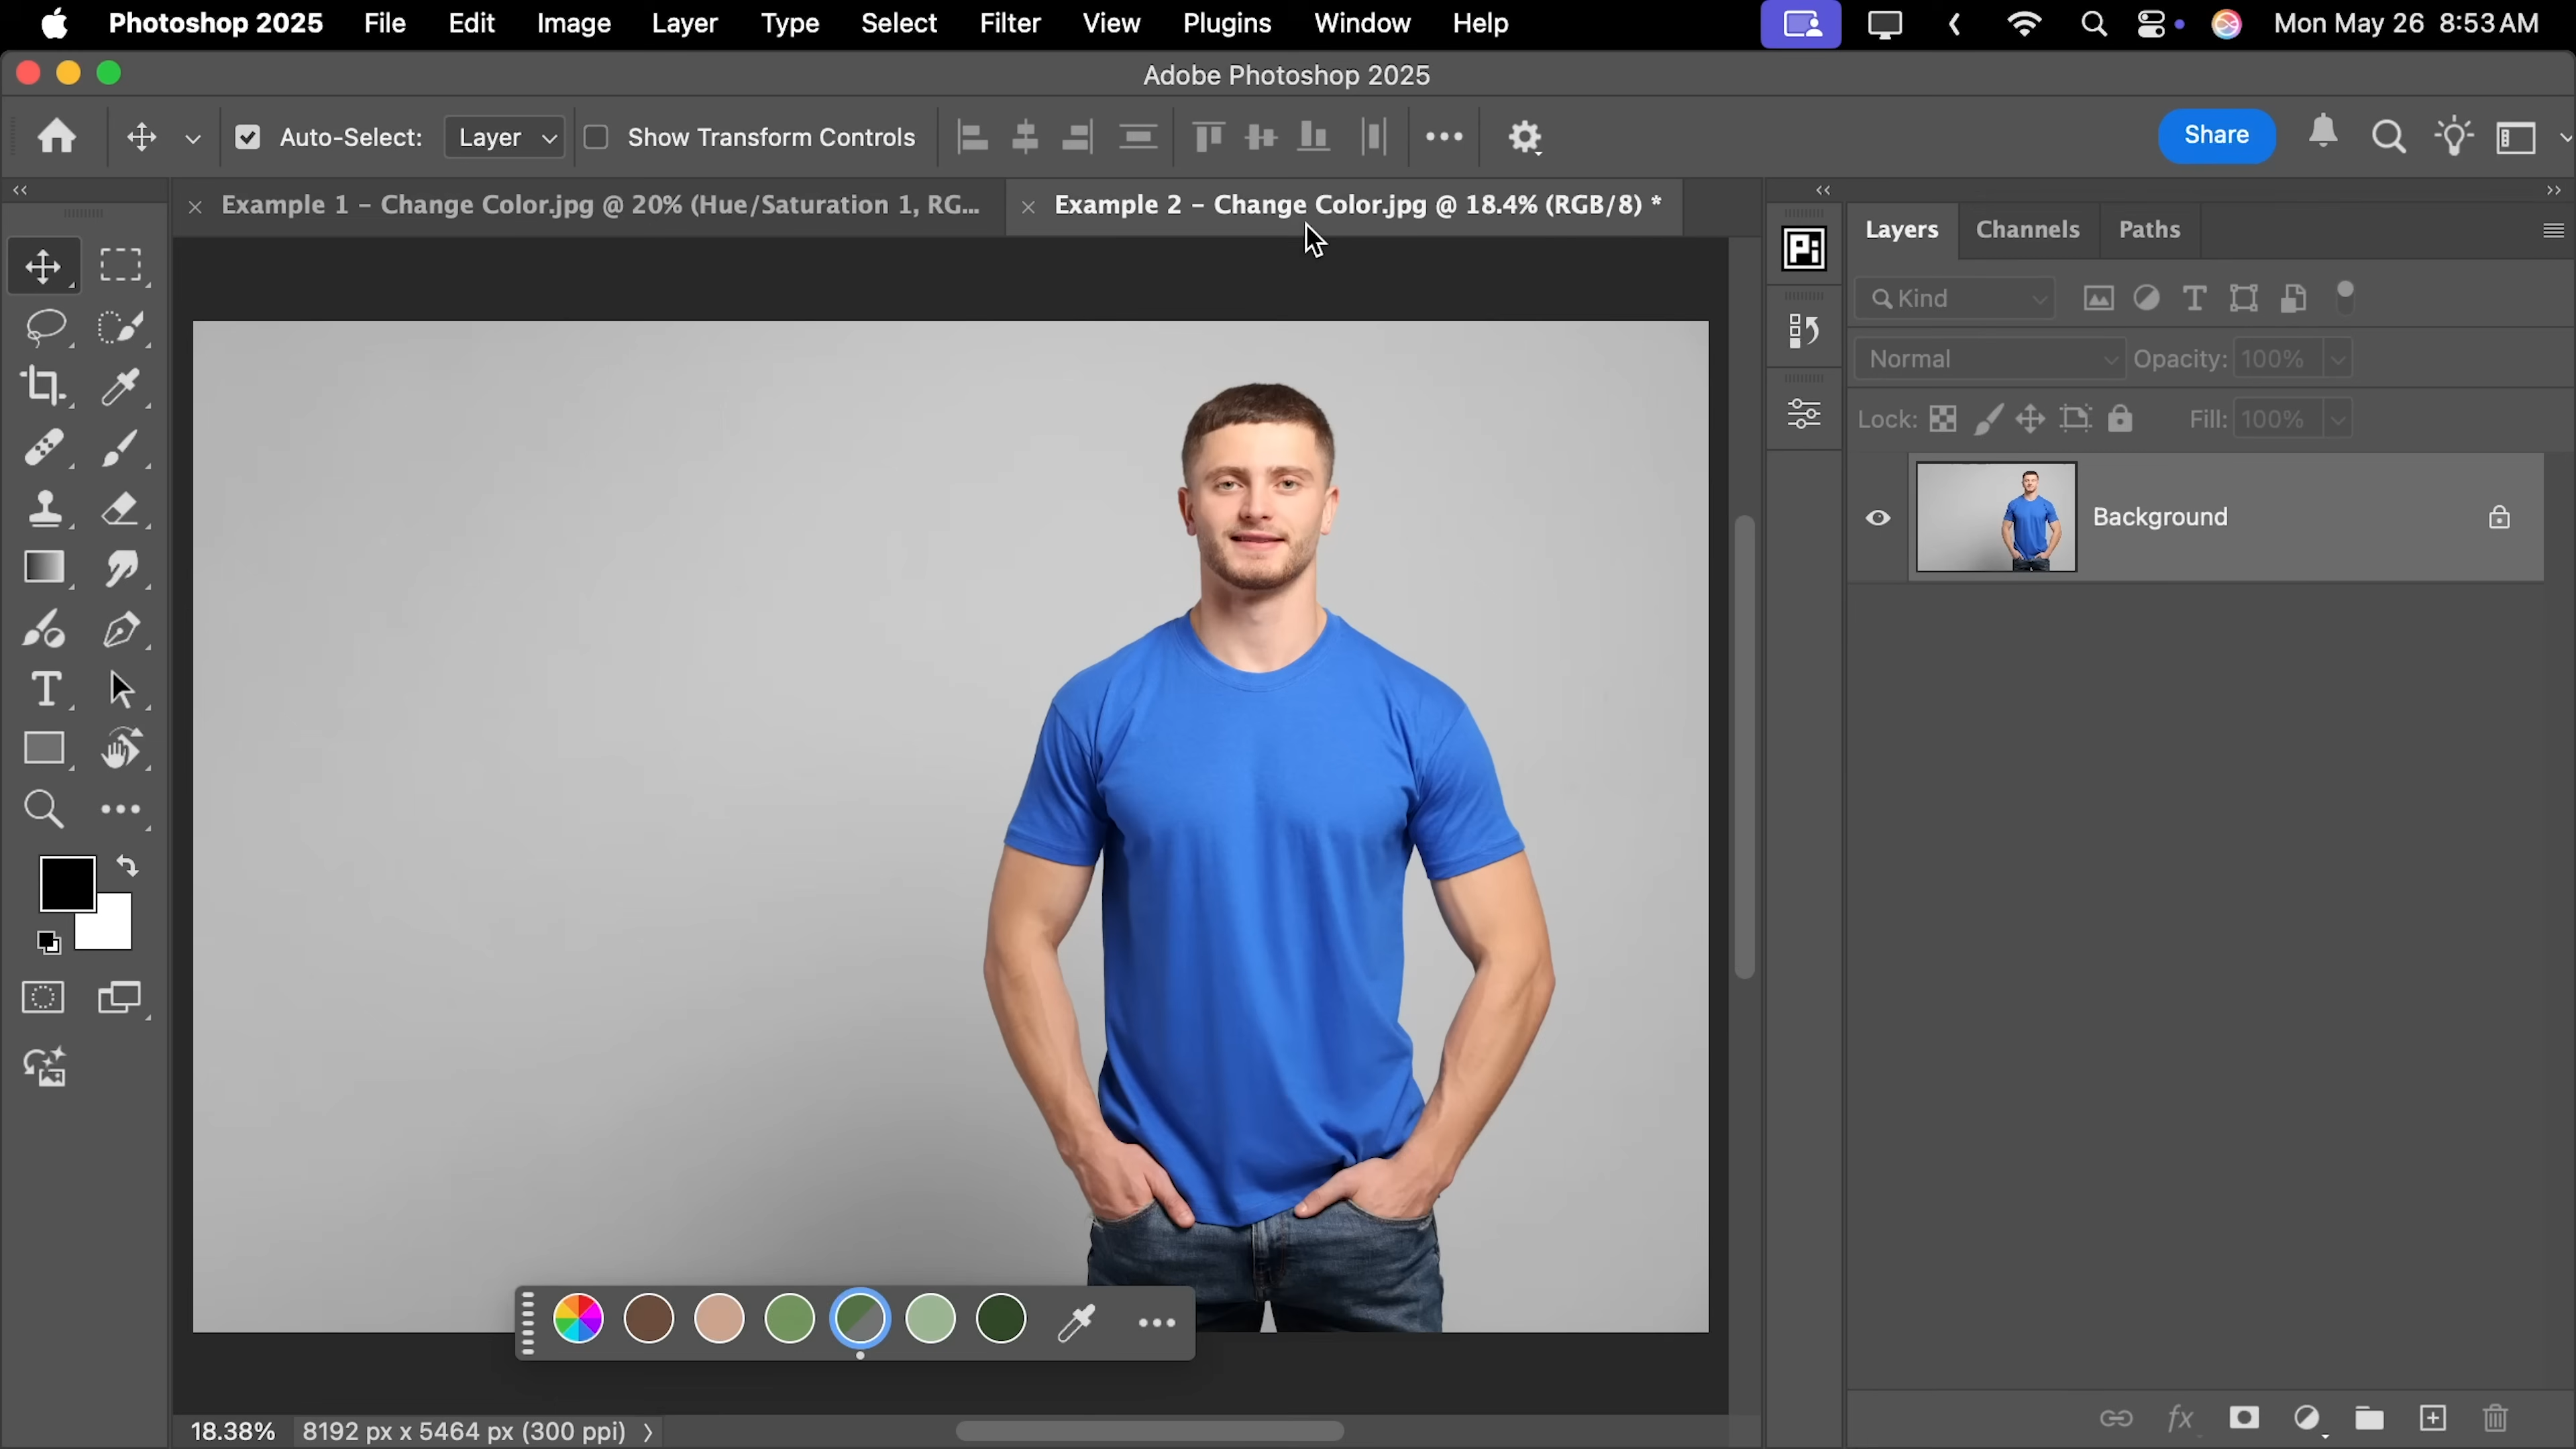 Photoshop 2025 File Edit Image Layer Type Select Filter View Plugins Window Help Mon May 26 8:53 AM
Adobe Photoshop 2025
Auto-Select: Layer Show Transform Controls Share
Example 1 - Change Color.jpg @ 20% (Hue/Saturation 1, RG... Example 2 - Change Color.jpg @ 18.4% (RGB/8) *
Layers Channels Paths
Kind
Normal Opacity: 100%
Lock: Fill: 100%
Background
18.38% 8192 px x 5464 px (300 ppi)